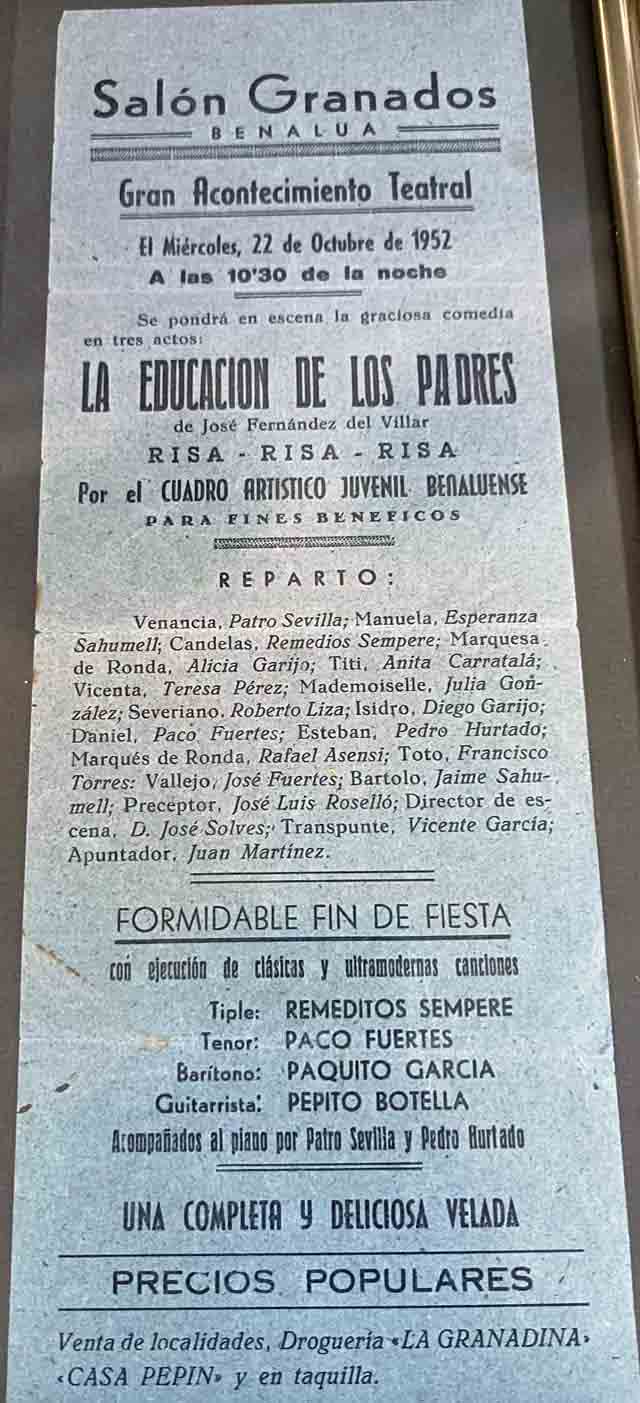 Salón Granados
BENALUA
Gran Acontecimiento Teatral
El Miércoles, 22 de Octubre de 1952
A las 10'30 de la noche
Se pondrá en escena la graciosa comedia
en tres actos:
LA EDUCACION DE LOS PADRES
de José Fernández del Villar
RISA - RISA - RISA
Por el CUADRO ARTISTICO JUVENIL BENALUENSE
PARA FINES BENEFICOS
REPARTO:
Venancia, Patro Sevilla; Manuela, Esperanza
Sahumell; Candelas, Remedios Sempere; Marquesa
de Ronda, Alicia Garijo; Titi, Anita Carratalá;
Vicenta, Teresa Pérez; Mademoiselle, Julia Goñ-
zález; Severiano, Roberto Liza; Isidro, Diego Garijo;
Daniel, Paco Fuertes; Esteban, Pedro Hurtado;
Marqués de Ronda, Rafael Asensi; Toto, Francisco
Torres: Vallejo, José Fuertes; Bartolo, Jaime Sahu-
mell; Preceptor, José Luis Roselló; Director de es-
cena, D. José Solves; Transpunte, Vicente García;
Apuntador, Juan Martínez.
FORMIDABLE FIN DE FIESTA
con ejecución de clásicas y ultramodernas canciones
Tiple: REMEDITOS SEMPERE
Tenor: PACO FUERTES
Barítono: PAQUITO GARCIA
Guitarrista: PEPITO BOTELLA
Acompañados al piano por Patro Sevilla y Pedro Hurtado
UNA COMPLETA Y DELICIOSA VELADA
PRECIOS POPULARES
Venta de localidades, Droguería «LA GRANADINA»
«CASA PEPIN» y en taquilla.